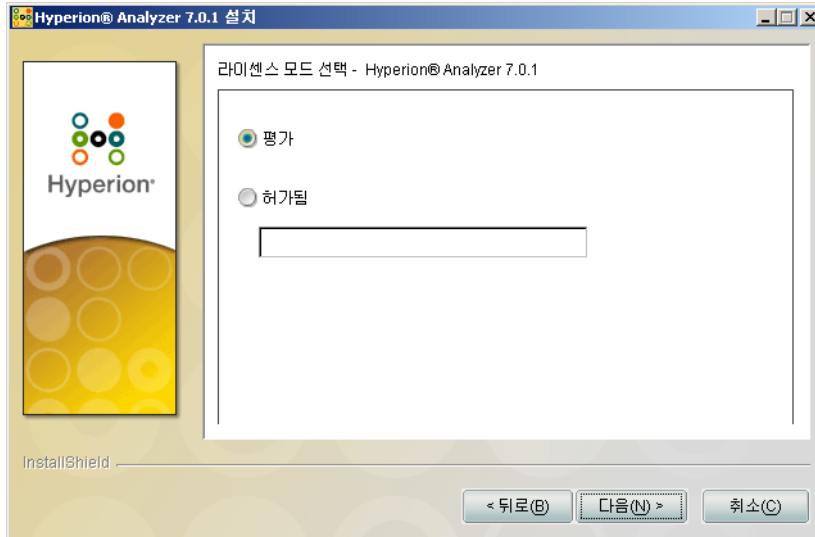 Hyperion® Analyzer 7.0.1 설치
라이센스 모드 선택 - Hyperion® Analyzer 7.0.1
평가
허가됨
Hyperion
InstallShield
< 뒤로(B)
다음(N) >
취소(C)